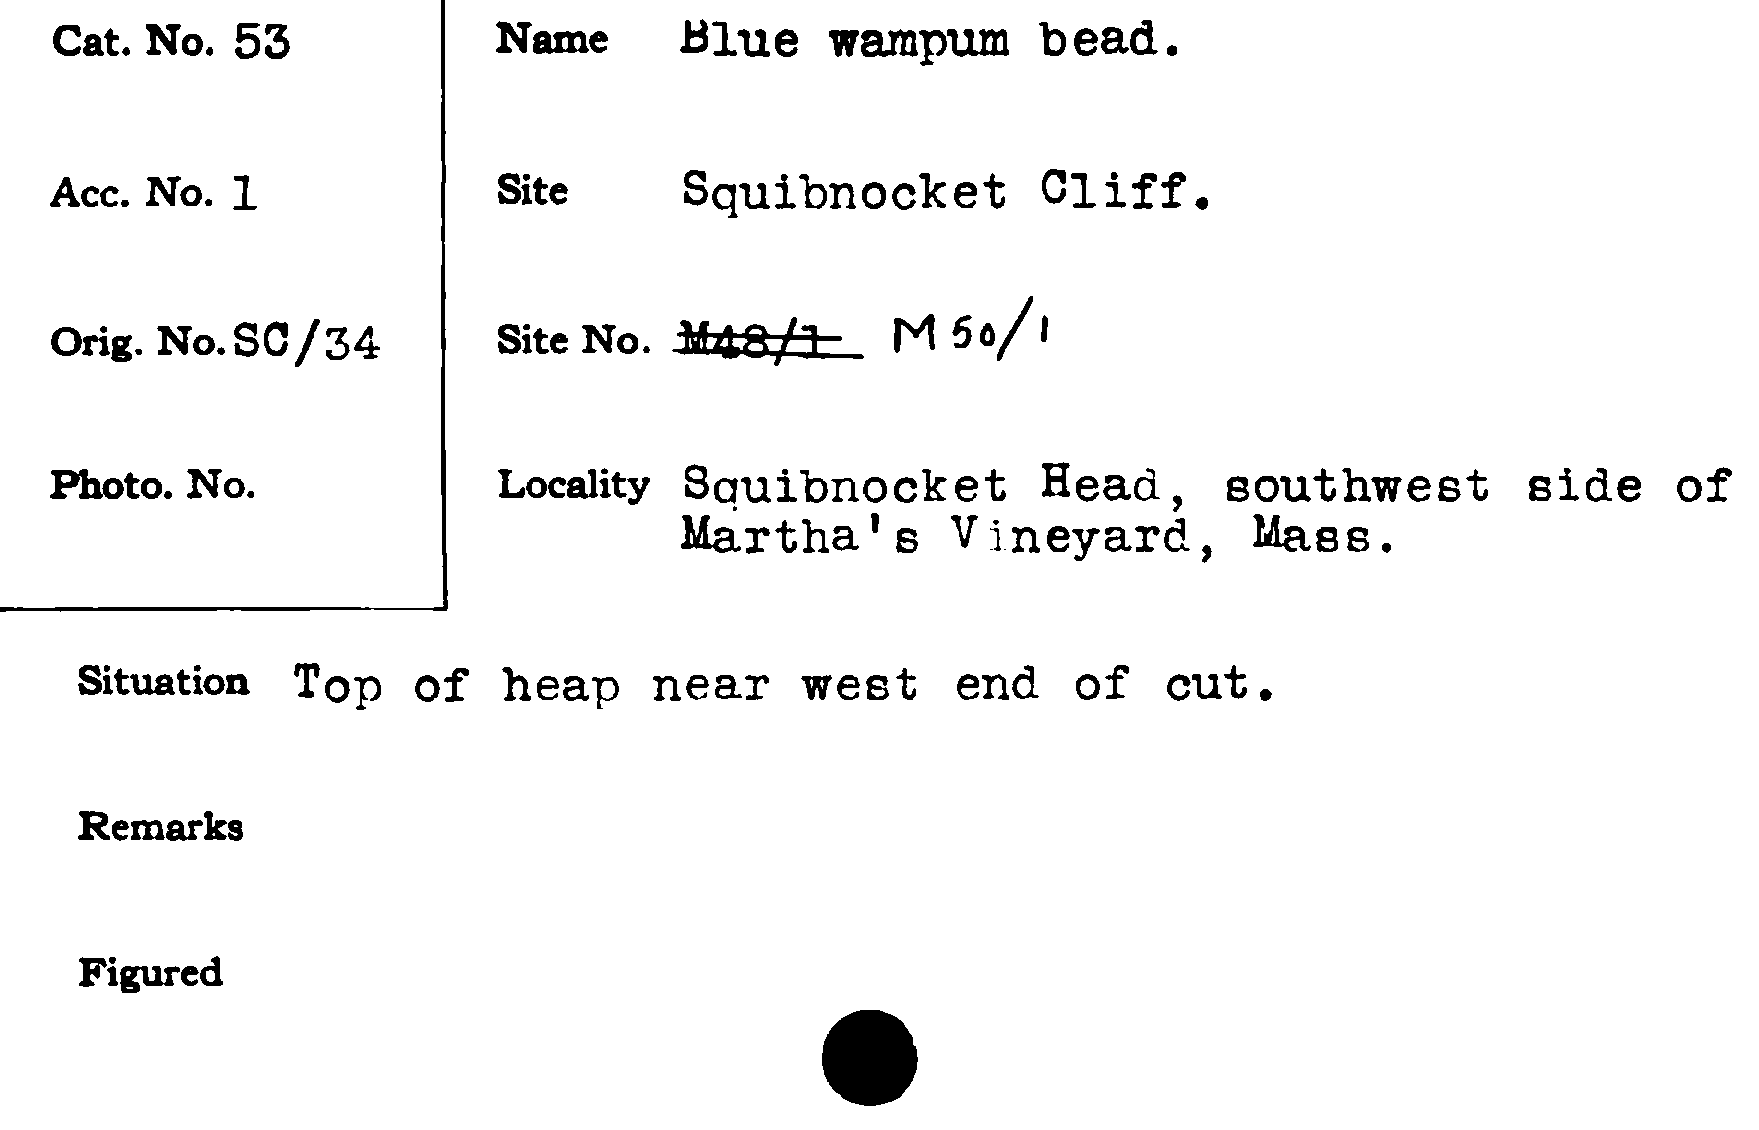 Cat. No. 53
Acc. No. 1
Orig. No. SC/34
Photo. No.
Name Blue wampum bead.
Site Squibnocket Cliff.
Site No. M48/1 M50/1
Locality Squibnocket Head, southwest side of
Martha's Vineyard, Mass.
Situation Top of heap near west end of cut.
Remarks
Figured